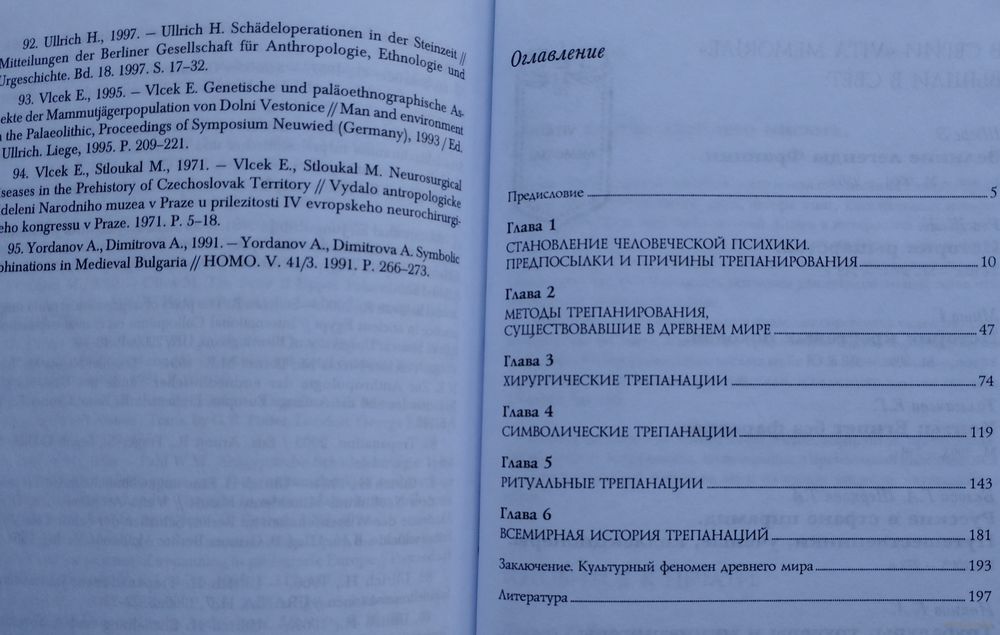 92. Ullrich H., 1997. — Ullrich H. Schädeloperationen in der Steinzeit //
Mitteilungen der Berliner Gesellschaft für Anthropologie, Ethnologie und
Urgeschichte. Bd. 18. 1997. S. 17–32.
93. Vlcek E., 1995. – Vlcek E. Genetische und paläoethnographische As-
ekte der Mammutjägerpopulation von Dolni Vestonice // Man and environment
the Palaeolithic, Proceedings of Symposium Neuwied (Germany), 1993 / Ed.
Ullrich. Liege, 1995. P. 209–221.
94. Vlcek E., Stloukal M., 1971. — Vlcek E., Stloukal M. Neurosurgical
iseases in the Prehistory of Czechoslovak Territory // Vydalo antropologicke
ddeleni Narodniho muzea v Praze u prilezitosti IV evropskeho neurochirurgi-
eho kongressu v Praze. 1971. P. 5–18.
95. Yordanov A., Dimitrova A., 1991. — Yordanov A., Dimitrova A. Symbolic
phinations in Medieval Bulgaria // HOMO. V. 41/3. 1991. P. 266–273.
Оглавление
Предисловие 5
Глава 1
СТАНОВЛЕНИЕ ЧЕЛОВЕЧЕСКОЙ ПСИХИКИ.
ПРЕДПОСЫЛКИ И ПРИЧИНЫ ТРЕПАНИРОВАНИЯ 10
Глава 2
МЕТОДЫ ТРЕПАНИРОВАНИЯ,
СУЩЕСТВОВАВШИЕ В ДРЕВНЕМ МИРЕ 47
Глава 3
ХИРУРГИЧЕСКИЕ ТРЕПАНАЦИИ 74
Глава 4
СИМВОЛИЧЕСКИЕ ТРЕПАНАЦИИ 119
Глава 5
РИТУАЛЬНЫЕ ТРЕПАНАЦИИ 143
Глава 6
ВСЕМИРНАЯ ИСТОРИЯ ТРЕПАНАЦИЙ 181
Заключение. Культурный феномен древнего мира 193
Литература 197